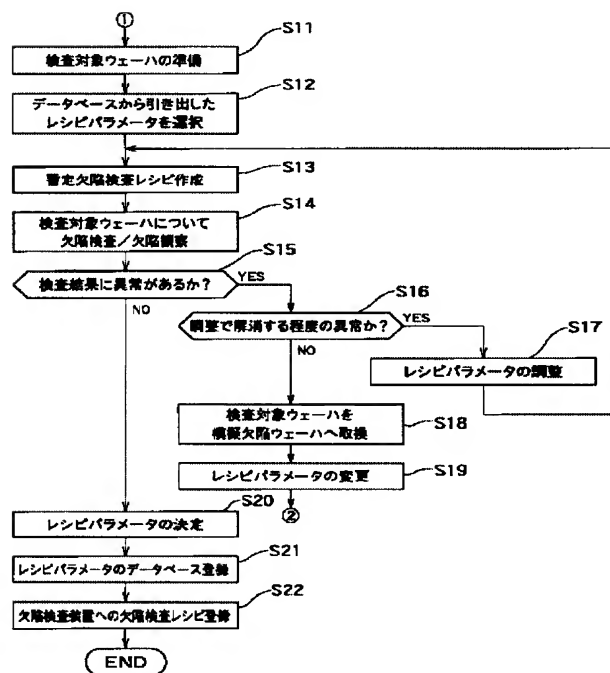 ①
S11
検査対象ウェーハの準備
S12
データベースから引き出した
レシピパラメータを選択
S13
暫定欠陥検査レシピ作成
S14
検査対象ウェーハについて
欠陥検査／欠陥観察
S15
検査結果に異常があるか？
YES
NO
S16
調整で解消する程度の異常か？
YES
NO
S17
レシピパラメータの調整
検査対象ウェーハを
模擬欠陥ウェーハへ取換
S18
レシピパラメータの変更
S19
②
S20
レシピパラメータの決定
S21
レシピパラメータのデータベース登録
S22
欠陥検査装置への欠陥検査レシピ登録
END